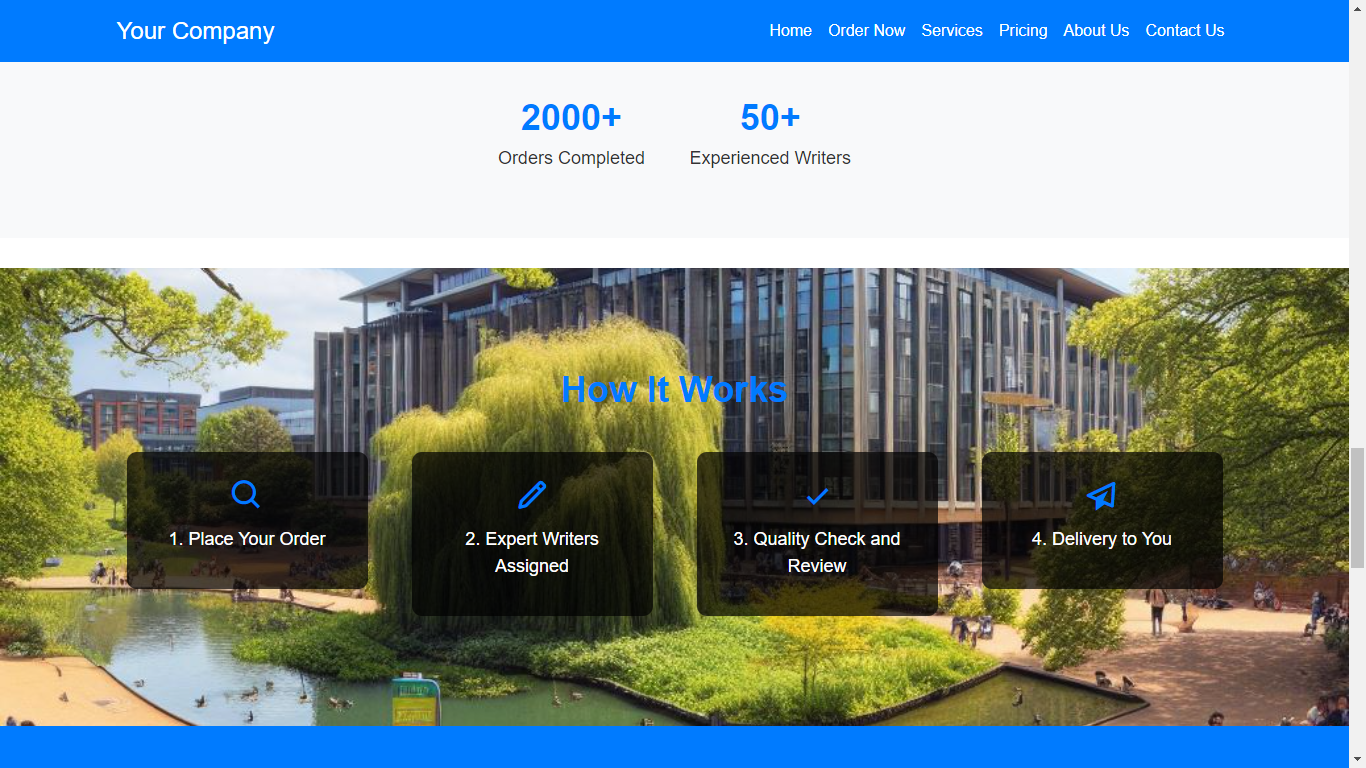 Your Company
Home Order Now Services Pricing About Us Contact Us
2000+ 50+
Orders Completed Experienced Writers
How It Works
1. Place Your Order
2. Expert Writers
Assigned
3. Quality Check and
Review
4. Delivery to You